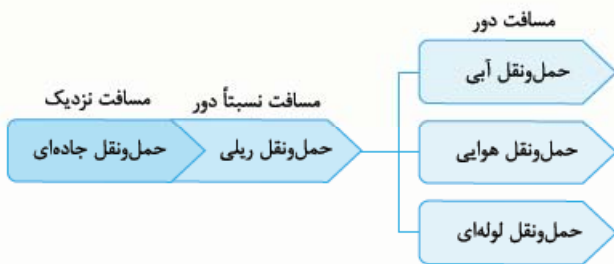 مسافت دور
حمل‌ونقل آبی
مسافت نزدیک
مسافت نسبتاً دور
حمل‌ونقل جاده‌ای
حمل‌ونقل ریلی
حمل‌ونقل هوایی
حمل‌ونقل لوله‌ای